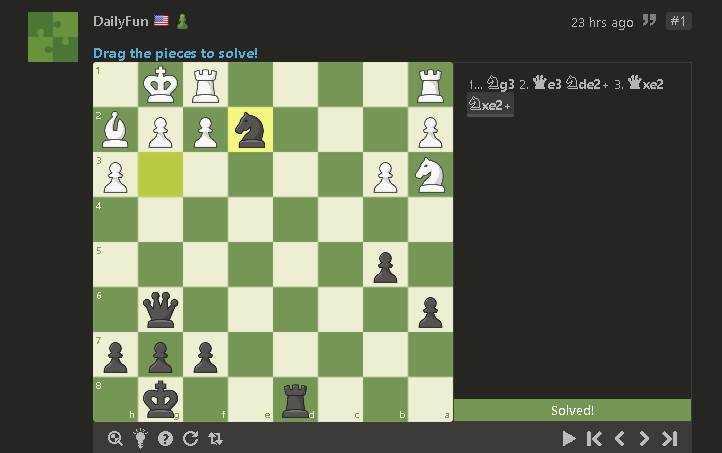 DailyFun
23 hrs ago
#1
Drag the pieces to solve!
1... ♘g3 2. ♛e3 ♘de2+ 3. ♛xe2
♘xe2+
1
2
3
4
5
6
7
8
h g f e d c b a
Solved!